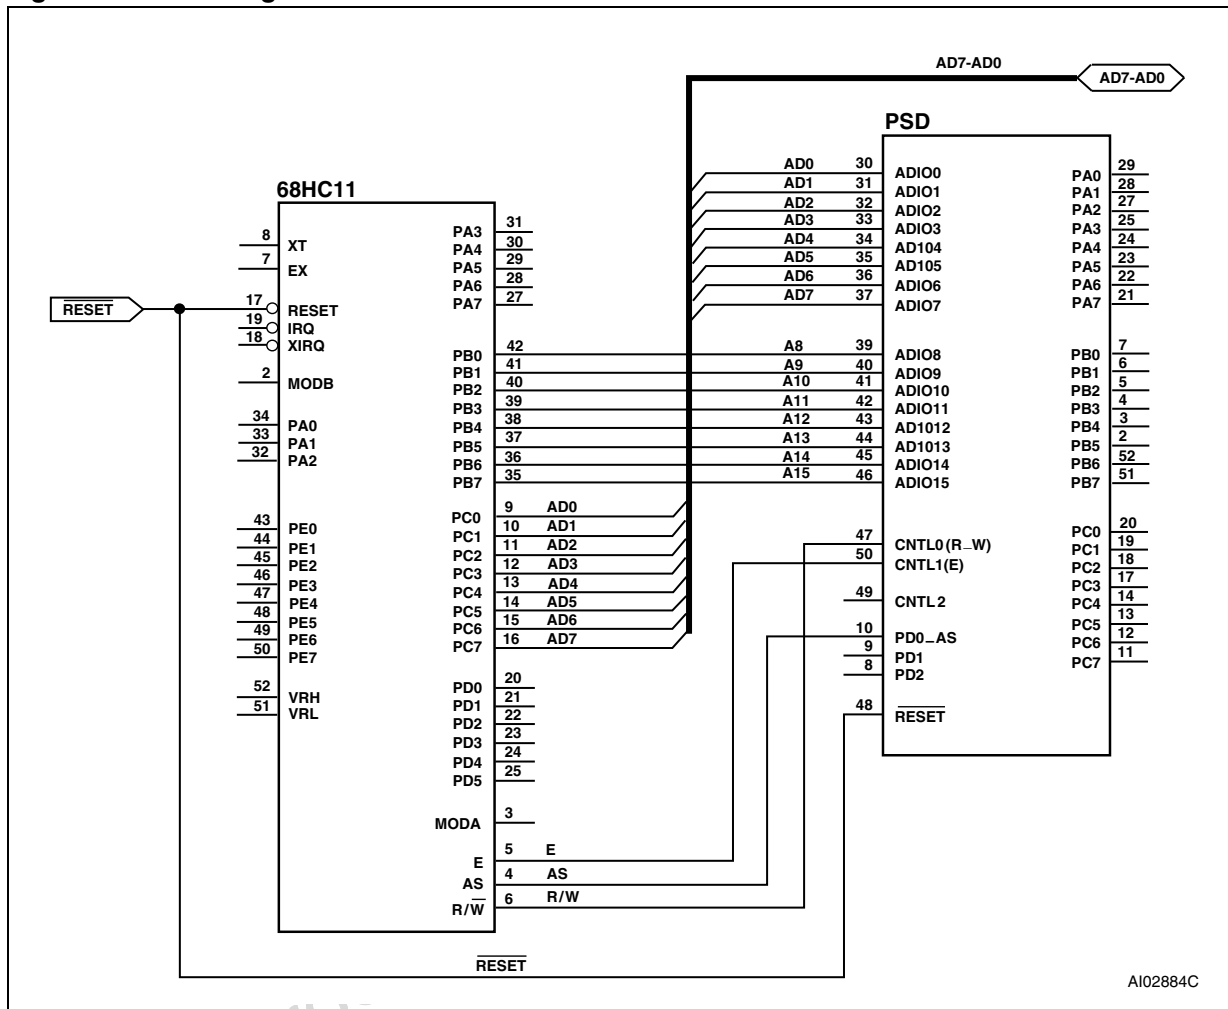 AD7-AD0
AD7-AD0
PSD
68HC11
RESET
8 XT
7 EX
17 RESET
19 IRQ
18 XIRQ
2 MODB
34 PA0
33 PA1
32 PA2
43 PE0
44 PE1
45 PE2
46 PE3
47 PE4
48 PE5
49 PE6
50 PE7
52 VRH
51 VRL
PA3 31
PA4 30
PA5 29
PA6 28
PA7 27
PB0 42
PB1 41
PB2 40
PB3 39
PB4 38
PB5 37
PB6 36
PB7 35
PC0 9 AD0
PC1 10 AD1
PC2 11 AD2
PC3 12 AD3
PC4 13 AD4
PC5 14 AD5
PC6 15 AD6
PC7 16 AD7
PD0 20
PD1 21
PD2 22
PD3 23
PD4 24
PD5 25
MODA 3
E 5 E
AS 4 AS
R/W 6 R/W
AD0 30 ADIO0
AD1 31 ADIO1
AD2 32 ADIO2
AD3 33 ADIO3
AD4 34 AD104
AD5 35 AD105
AD6 36 ADIO6
AD7 37 ADIO7
A8 39 ADIO8
A9 40 ADIO9
A10 41 ADIO10
A11 42 ADIO11
A12 43 AD1012
A13 44 AD1013
A14 45 ADIO14
A15 46 ADIO15
47 CNTL0(R_W)
50 CNTL1(E)
49 CNTL2
10 PD0_AS
9 PD1
8 PD2
48 RESET
PA0 29
PA1 28
PA2 27
PA3 25
PA4 24
PA5 23
PA6 22
PA7 21
PB0 7
PB1 6
PB2 5
PB3 4
PB4 3
PB5 2
PB6 52
PB7 51
PC0 20
PC1 19
PC2 18
PC3 17
PC4 14
PC5 13
PC6 12
PC7 11
RESET
AI02884C